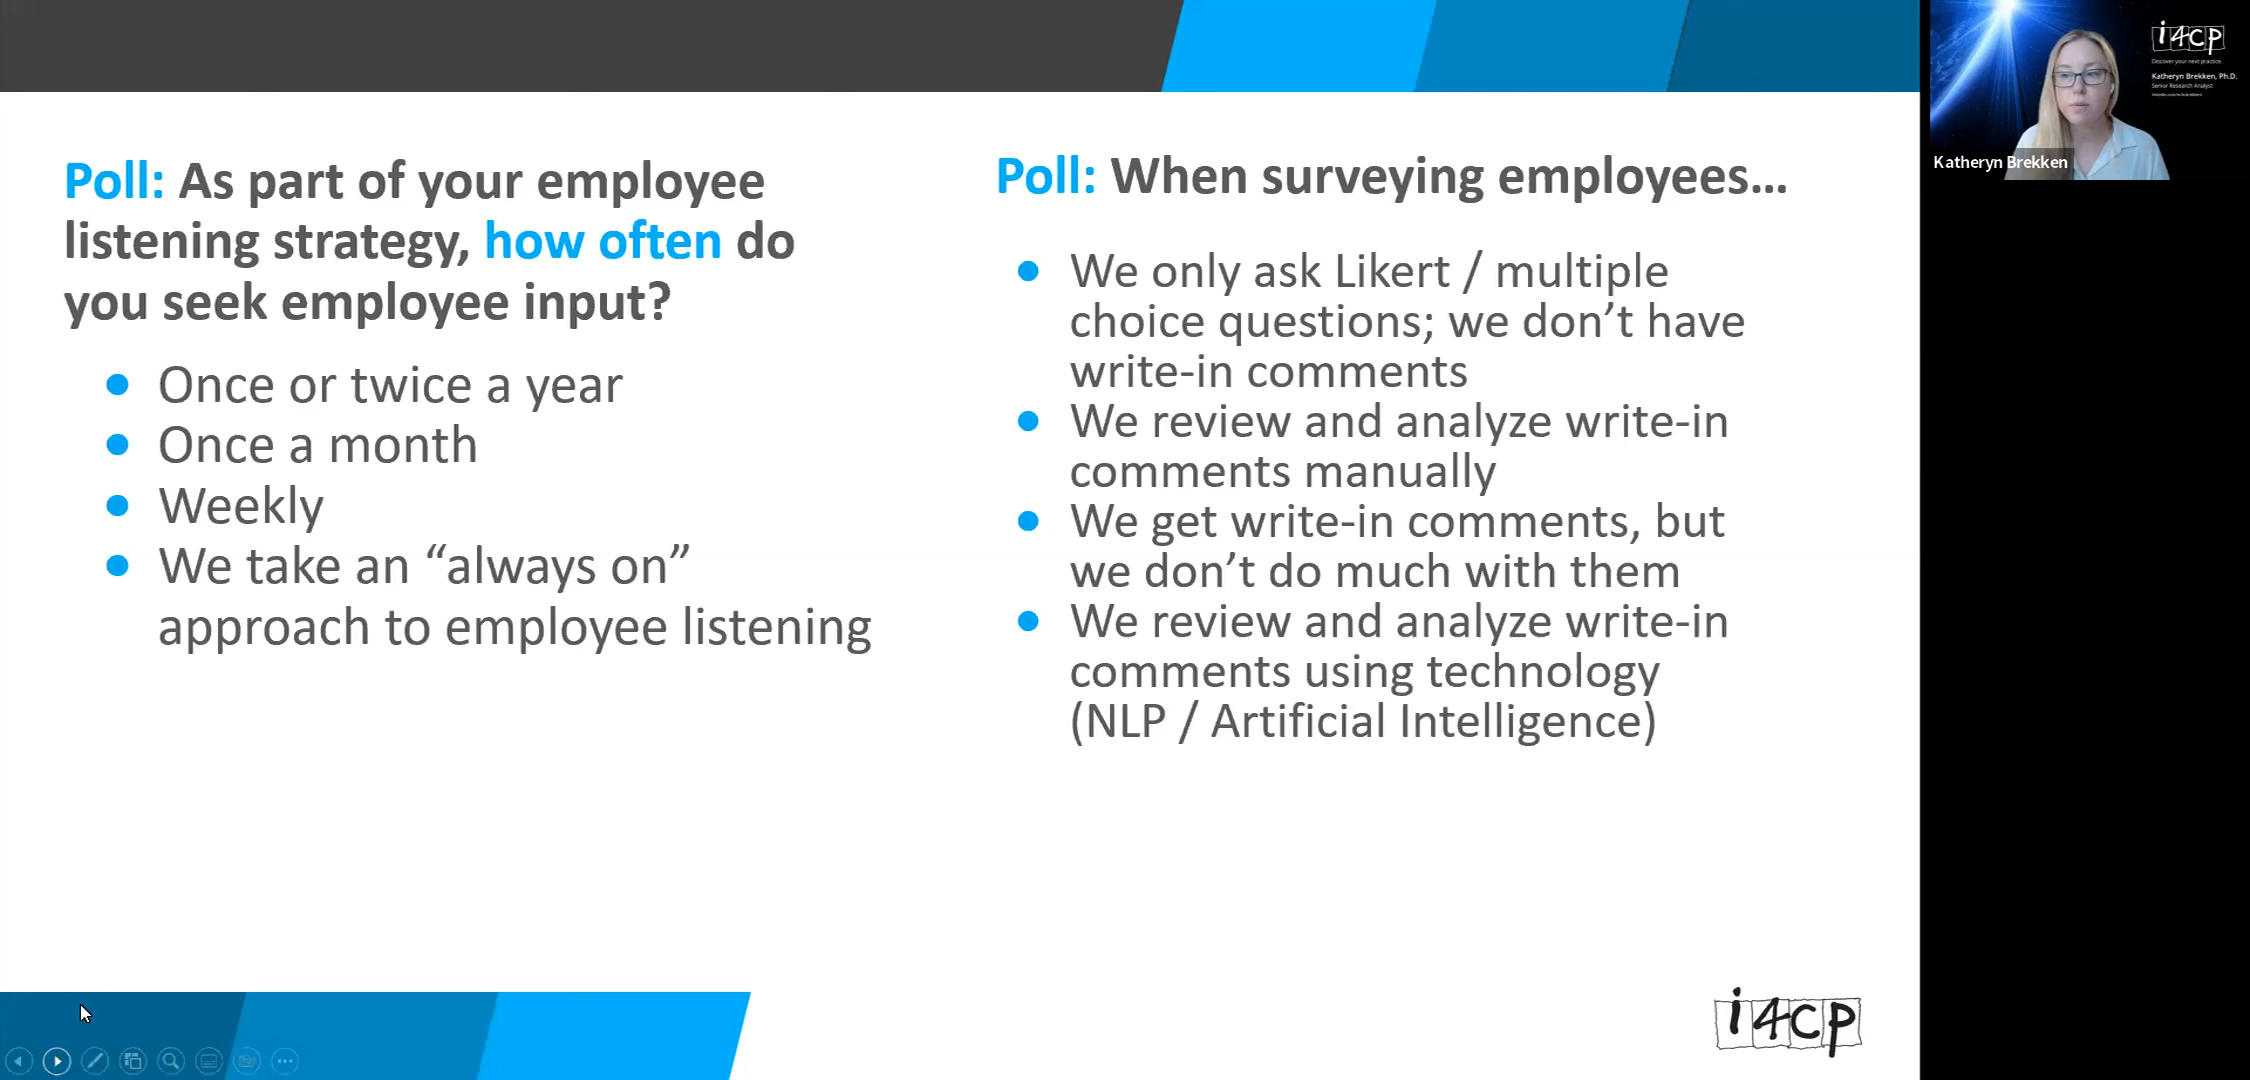 Poll: As part of your employee
listening strategy, how often do
you seek employee input?
• Once or twice a year
• Once a month
• Weekly
• We take an “always on”
approach to employee listening
Poll: When surveying employees...
• We only ask Likert / multiple
choice questions; we don’t have
write-in comments
• We review and analyze write-in
comments manually
• We get write-in comments, but
we don’t do much with them
• We review and analyze write-in
comments using technology
(NLP / Artificial Intelligence)
i4cp
i4cp
Discover your next practice.
Katheryn Brekken, Ph.D.
Senior Research Analyst
Katheryn Brekken